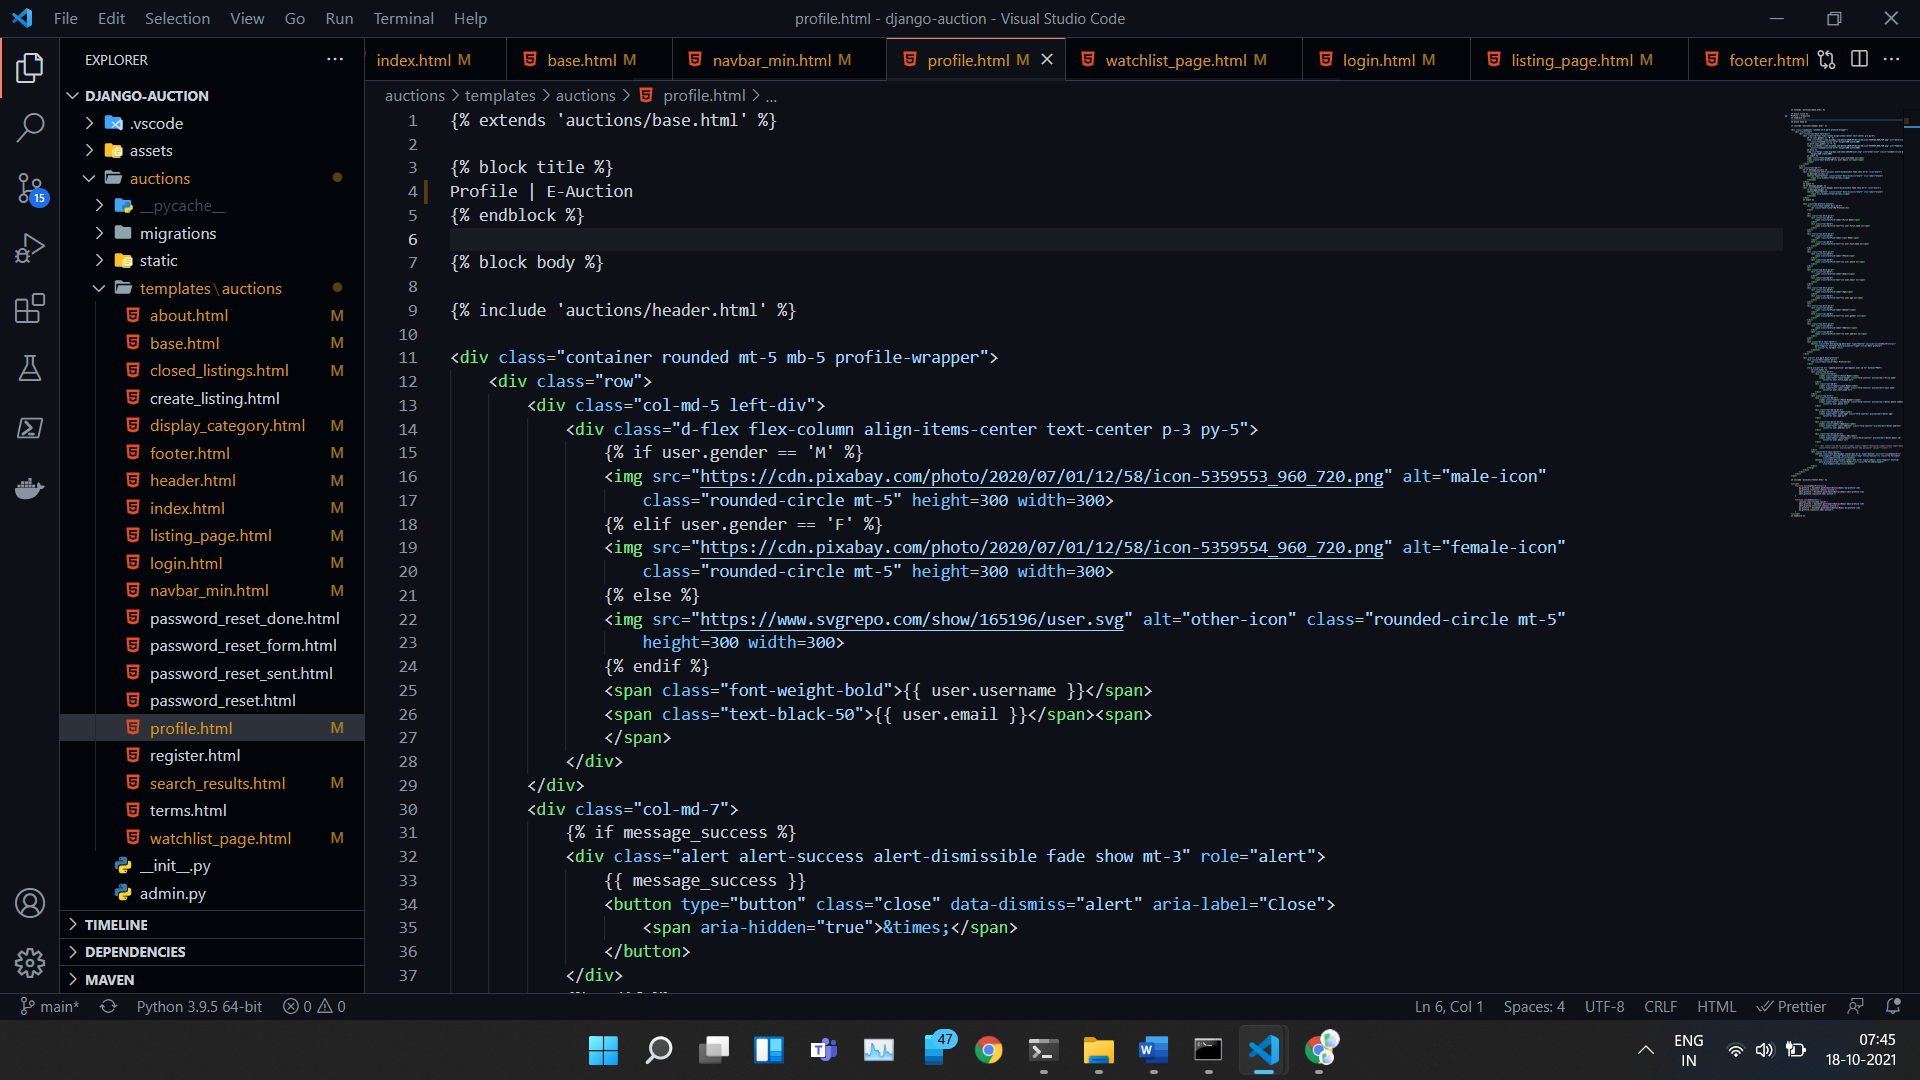 File Edit Selection View Go Run Terminal Help
profile.html - django-auction - Visual Studio Code
EXPLORER
index.html M
base.html M
navbar_min.html M
profile.html M
watchlist_page.html M
login.html M
listing_page.html M
footer.html
DJANGO-AUCTION
.vscode
assets
auctions
__pycache__
migrations
static
templates\auctions
about.html M
base.html M
closed_listings.html M
create_listing.html
display_category.html M
footer.html M
header.html M
index.html M
listing_page.html M
login.html M
navbar_min.html M
password_reset_done.html
password_reset_form.html
password_reset_sent.html
password_reset.html
profile.html M
register.html
search_results.html M
terms.html
watchlist_page.html M
__init__.py
admin.py
TIMELINE
DEPENDENCIES
MAVEN
15
auctions > templates > auctions > profile.html > ...
1 {% extends 'auctions/base.html' %}
2
3 {% block title %}
4 Profile | E-Auction
5 {% endblock %}
6
7 {% block body %}
8
9 {% include 'auctions/header.html' %}
10
11 <div class="container rounded mt-5 mb-5 profile-wrapper">
12 <div class="row">
13 <div class="col-md-5 left-div">
14 <div class="d-flex flex-column align-items-center text-center p-3 py-5">
15 {% if user.gender == 'M' %}
16 <img src="https://cdn.pixabay.com/photo/2020/07/01/12/58/icon-5359553_960_720.png" alt="male-icon"
17 class="rounded-circle mt-5" height=300 width=300>
18 {% elif user.gender == 'F' %}
19 <img src="https://cdn.pixabay.com/photo/2020/07/01/12/58/icon-5359554_960_720.png" alt="female-icon"
20 class="rounded-circle mt-5" height=300 width=300>
21 {% else %}
22 <img src="https://www.svgrepo.com/show/165196/user.svg" alt="other-icon" class="rounded-circle mt-5"
23 height=300 width=300>
24 {% endif %}
25 <span class="font-weight-bold">{{ user.username }}</span>
26 <span class="text-black-50">{{ user.email }}</span><span>
27 </span>
28 </div>
29 </div>
30 <div class="col-md-7">
31 {% if message_success %}
32 <div class="alert alert-success alert-dismissible fade show mt-3" role="alert">
33 {{ message_success }}
34 <button type="button" class="close" data-dismiss="alert" aria-label="Close">
35 <span aria-hidden="true">&times;</span>
36 </button>
37 </div>
main* Python 3.9.5 64-bit 0 0
Ln 6, Col 1 Spaces: 4 UTF-8 CRLF HTML Prettier
47
ENG
IN
07:45
18-10-2021